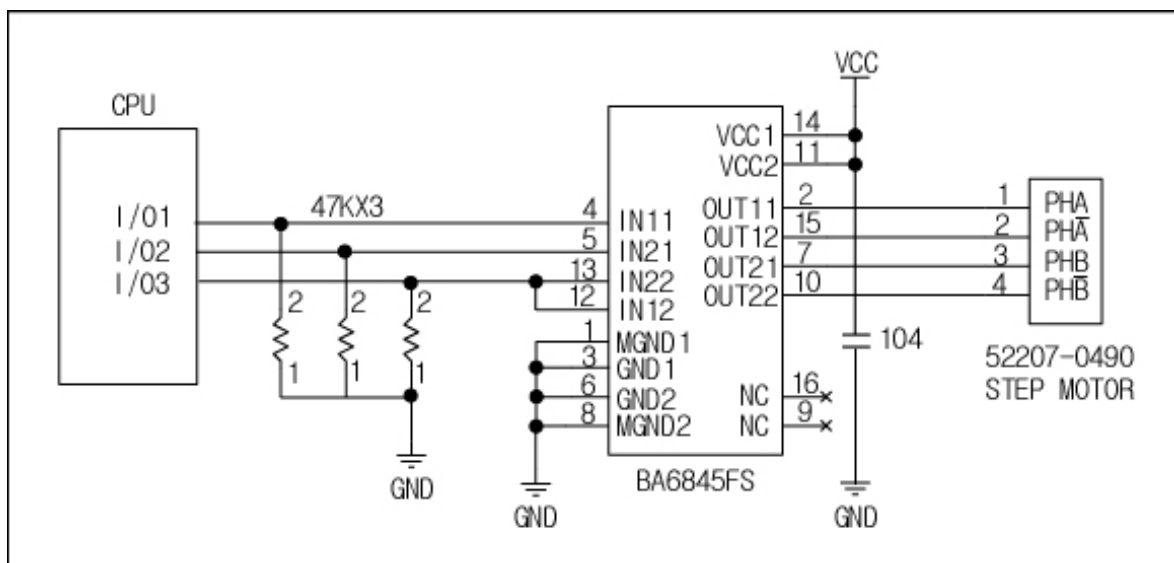 VCC
CPU
14
VCC1
11
VCC2
I/O1
47KX3
4
IN11
OUT11
2
1
PHA
I/O2
5
IN21
OUT12
15
2
PHA̅
I/O3
13
IN22
OUT21
7
3
PHB
12
IN12
OUT22
10
4
PHB̅
2
2
2
1
1
1
1
MGND1
3
GND1
6
GND2
8
MGND2
NC
16
NC
9
104
52207-0490
STEP MOTOR
BA6845FS
GND
GND
GND